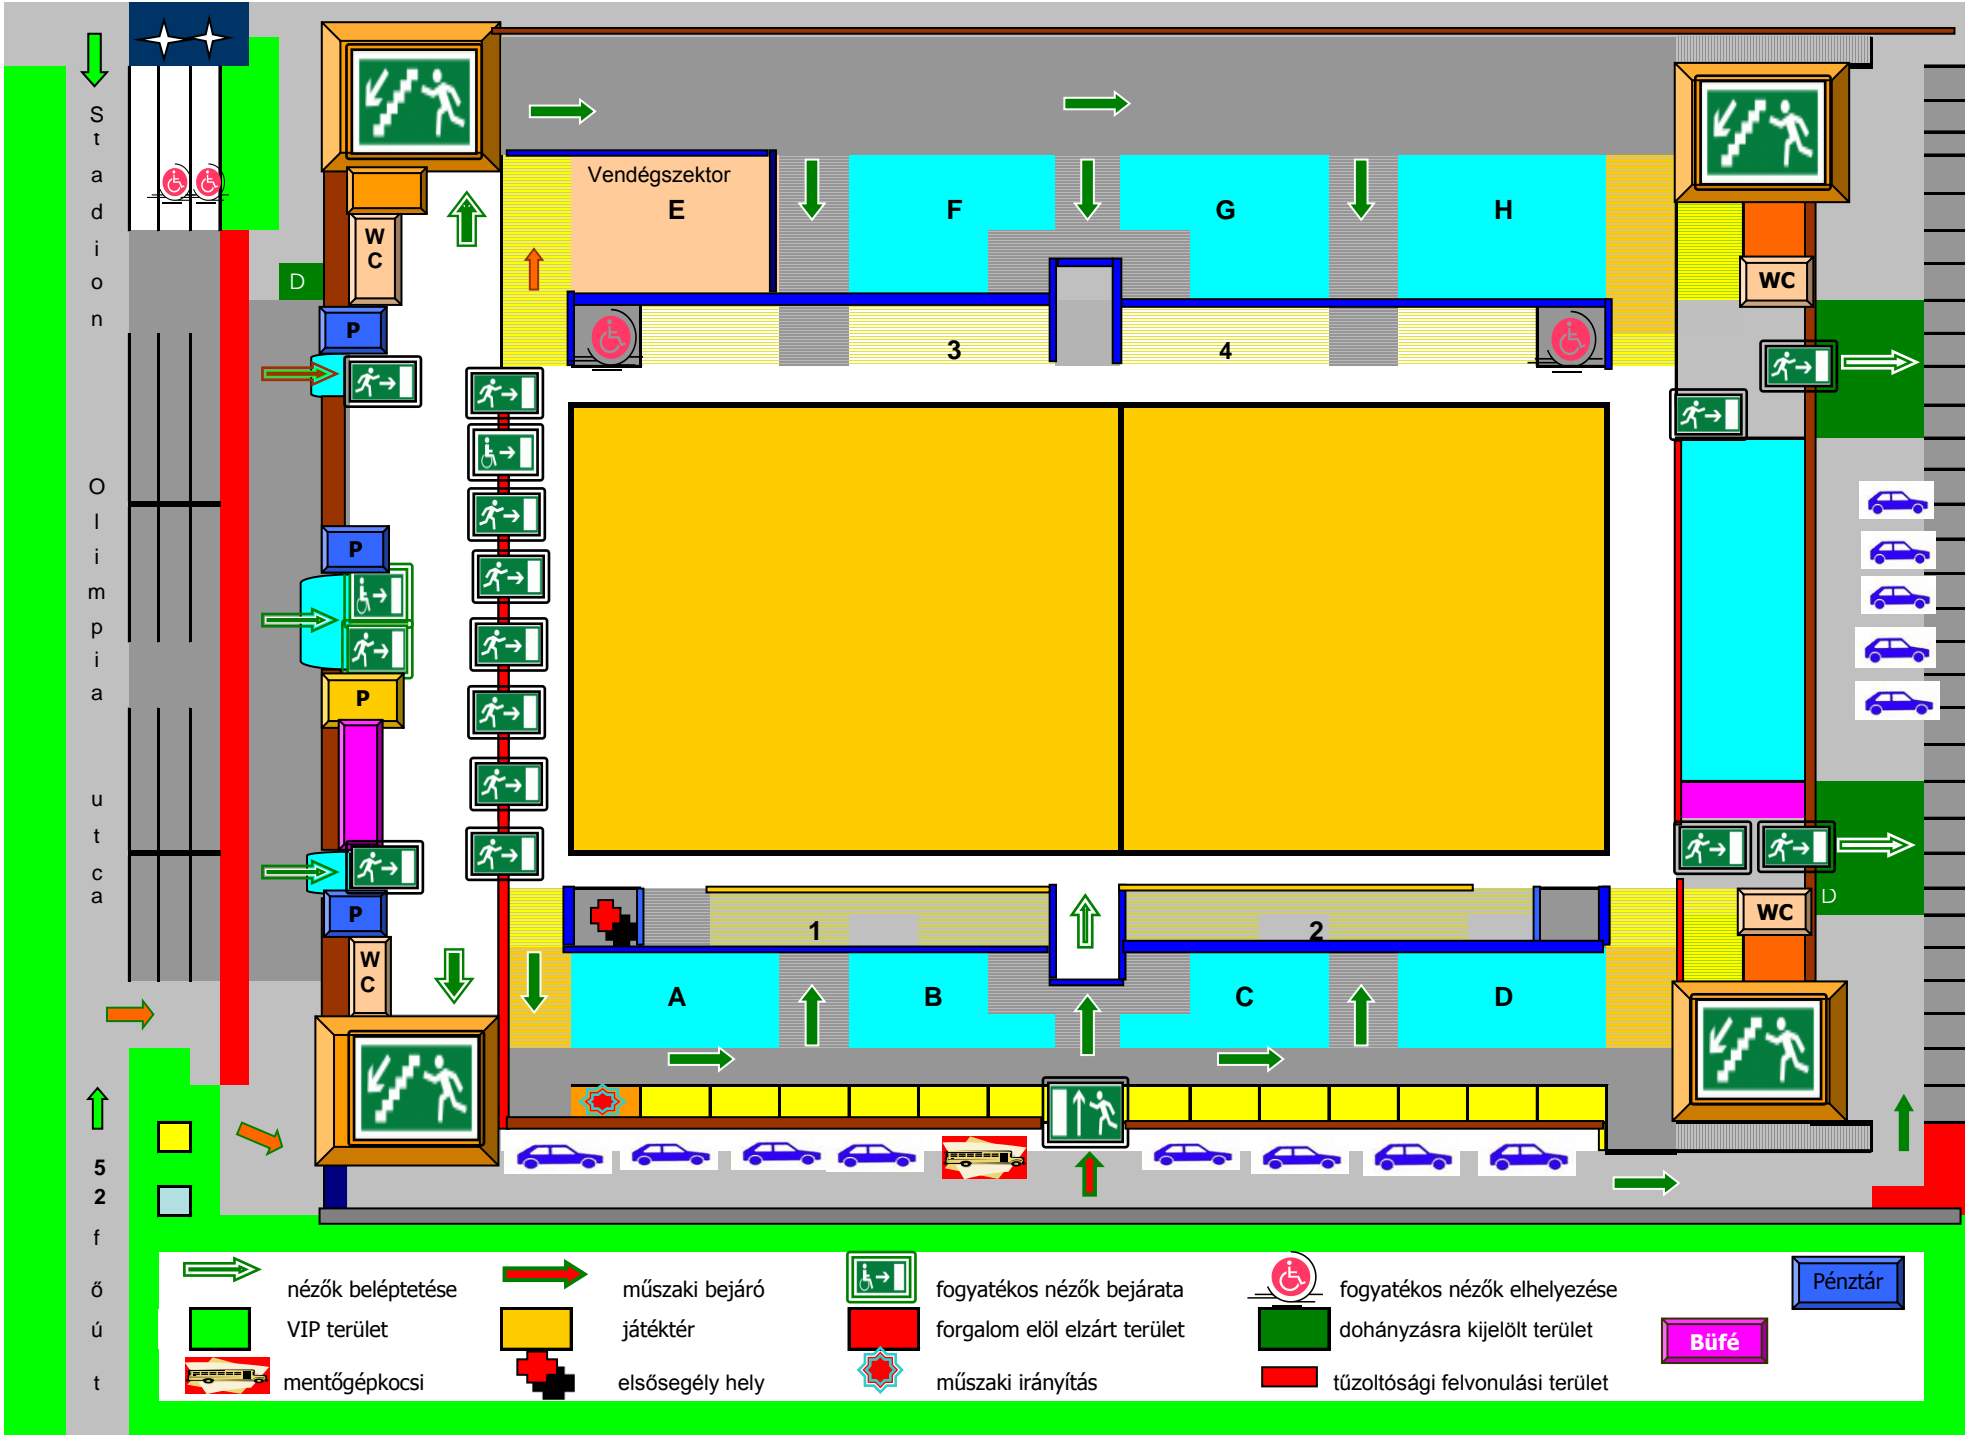 Stadion
Olimpia
utca
52 főút
Vendégszektor
E
F
G
H
WC
WC
D
P
3
4
P
P
P
WC
1
2
WC
D
A
B
C
D
nézők beléptetése
műszaki bejáró
fogyatékos nézők bejárata
fogyatékos nézők elhelyezése
Pénztár
VIP terület
játéktér
forgalom elöl elzárt terület
dohányzásra kijelölt terület
Büfé
mentőgépkocsi
elsősegély hely
műszaki irányítás
tűzoltósági felvonulási terület